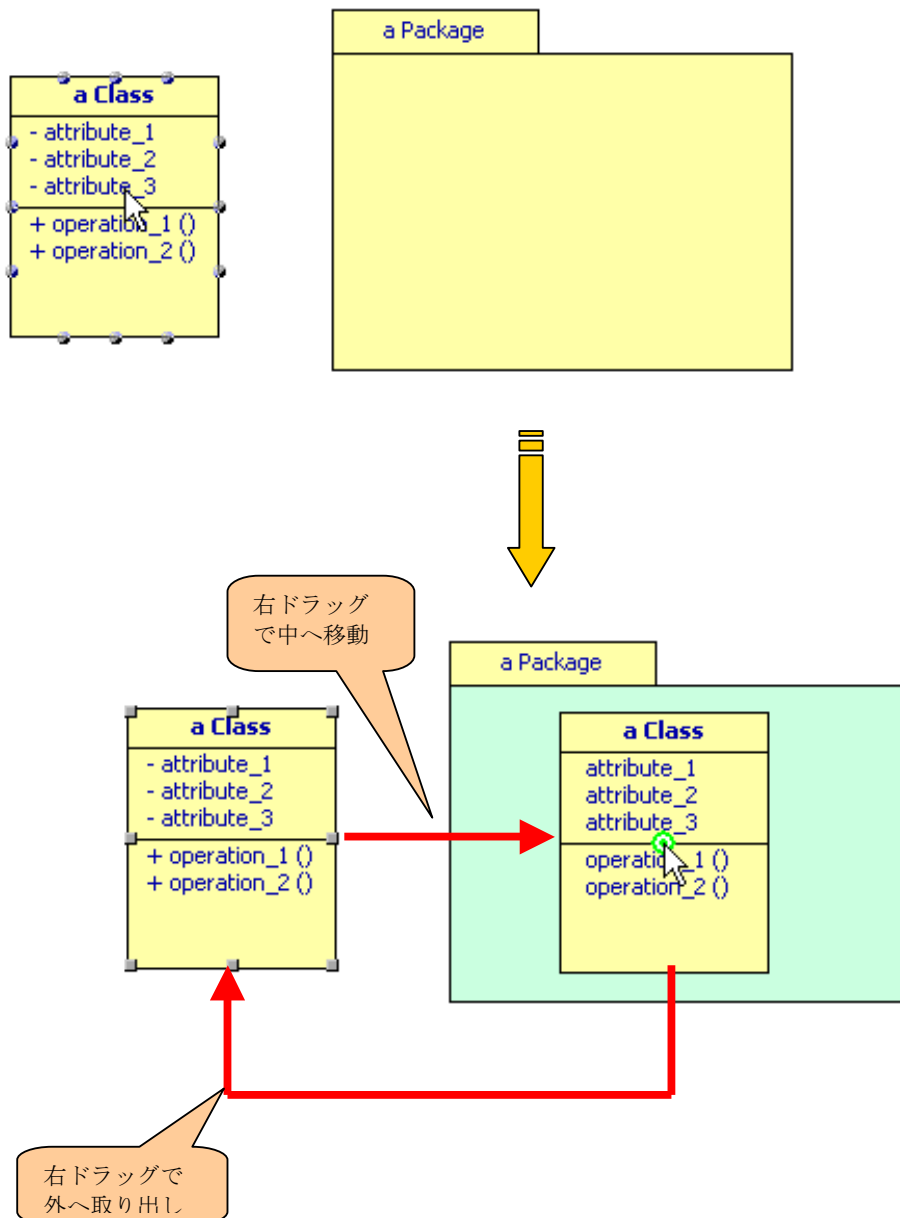 a Package
a Class
- attribute_1
- attribute_2
- attribute_3
+ operation_1 ()
+ operation_2 ()
右ドラッグ
で中へ移動
a Package
a Class
- attribute_1
- attribute_2
- attribute_3
+ operation_1 ()
+ operation_2 ()
a Class
attribute_1
attribute_2
attribute_3
operation_1 ()
operation_2 ()
右ドラッグで
外へ取り出し